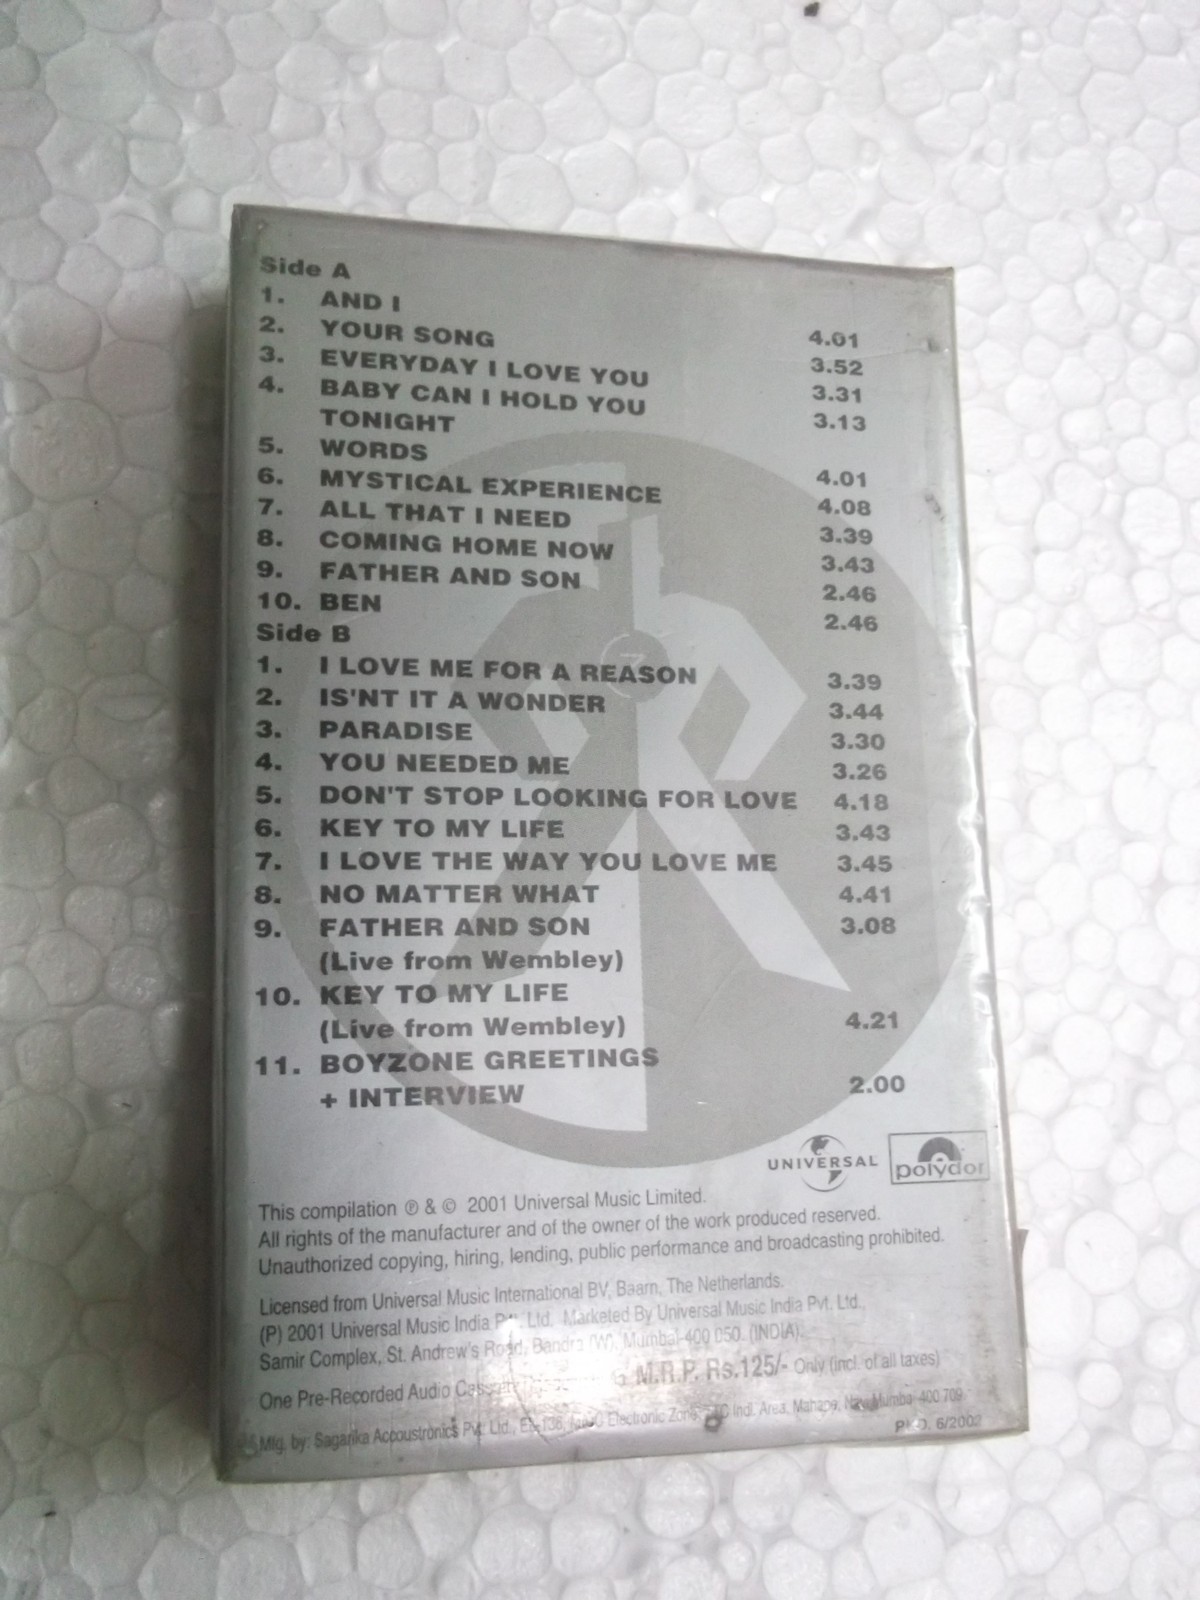 Side A
1. AND I 4.01
2. YOUR SONG 3.52
3. EVERYDAY I LOVE YOU 3.31
4. BABY CAN I HOLD YOU 3.13
TONIGHT
5. WORDS 4.01
6. MYSTICAL EXPERIENCE 4.08
7. ALL THAT I NEED 3.39
8. COMING HOME NOW 3.43
9. FATHER AND SON 2.46
10. BEN 2.46
Side B
1. I LOVE ME FOR A REASON 3.39
2. IS'NT IT A WONDER 3.44
3. PARADISE 3.30
4. YOU NEEDED ME 3.26
5. DON'T STOP LOOKING FOR LOVE 4.18
6. KEY TO MY LIFE 3.43
7. I LOVE THE WAY YOU LOVE ME 3.45
8. NO MATTER WHAT 4.41
9. FATHER AND SON 3.08
(Live from Wembley)
10. KEY TO MY LIFE
(Live from Wembley) 4.21
11. BOYZONE GREETINGS
+ INTERVIEW 2.00
UNIVERSAL polydor
This compilation ℗ & © 2001 Universal Music Limited.
All rights of the manufacturer and of the owner of the work produced reserved.
Unauthorized copying, hiring, lending, public performance and broadcasting prohibited.
Licensed from Universal Music International BV, Baarn, The Netherlands.
(P) 2001 Universal Music India Pvt. Ltd. Marketed By Universal Music India Pvt. Ltd.,
Samir Complex, St. Andrew's Road, Bandra (W), Mumbai-400 050. (INDIA).
One Pre-Recorded Audio M.R.P. Rs.125/- Only (incl. of all taxes)
Mfg. by: Sagarika Accoustronics Pvt. Ltd., Electronic Zone, Indl. Area, Mahape, 400 709
6/2002